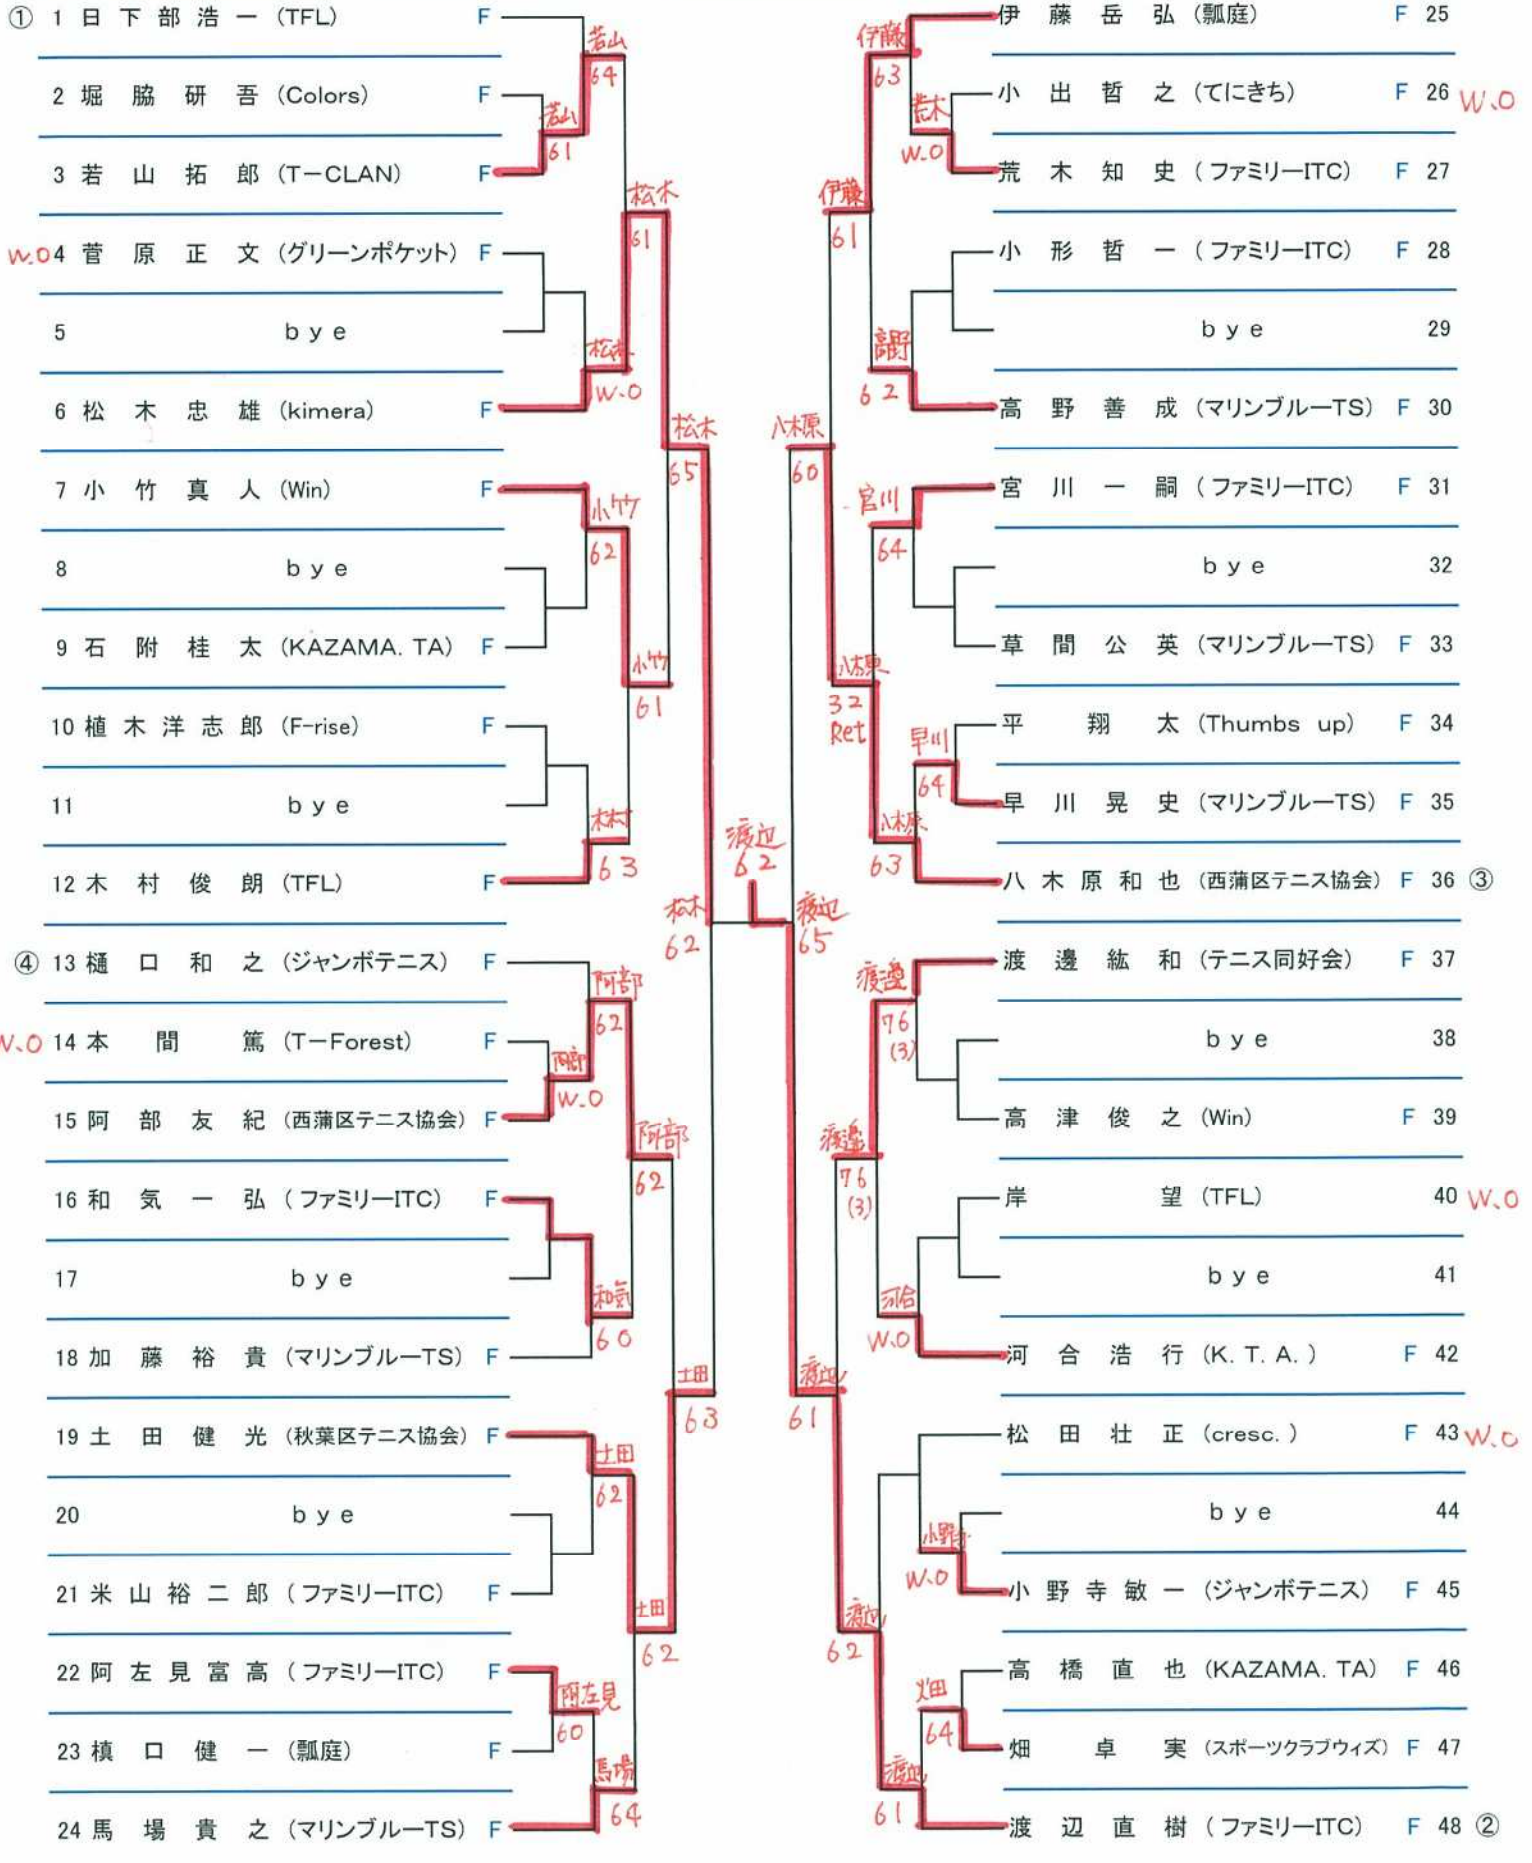 ① 1 日下部浩一 (TFL) F
2 堀脇研吾 (Colors) F
3 若山拓郎 (T－CLAN) F
W.O 4 菅原正文 (グリーンポケット) F
5 bye
6 松木忠雄 (kimera) F
7 小竹真人 (Win) F
8 bye
9 石附桂太 (KAZAMA. TA) F
10 植木洋志郎 (F-rise) F
11 bye
12 木村俊朗 (TFL) F
④ 13 樋口和之 (ジャンボテニス) F
W.O 14 本間篤 (T－Forest) F
15 阿部友紀 (西蒲区テニス協会) F
16 和気一弘 (ファミリーITC) F
17 bye
18 加藤裕貴 (マリンブルーTS) F
19 土田健光 (秋葉区テニス協会) F
20 bye
21 米山裕二郎 (ファミリーITC) F
22 阿左見富高 (ファミリーITC) F
23 槙口健一 (瓢庭) F
24 馬場貴之 (マリンブルーTS) F
若山
64
若山
61
松木
61
松木
W.O
松木
65
小竹
62
小竹
61
木村
63
松木
62
阿部
62
阿部
W.O
阿部
62
和気
60
土田
63
土田
62
土田
62
阿左見
60
馬場
64
渡辺
62
伊藤
63
荒木
W.O
伊藤
61
高野
62
八木原
60
宮川
64
八木原
32
Ret
早川
64
八木原
63
渡辺
65
渡邊
76
(3)
渡邊
76
(3)
河合
W.O
渡辺
61
小野寺
W.O
渡辺
62
畑
64
渡辺
61
伊藤岳弘 (瓢庭) F 25
小出哲之 (てにきち) F 26 W.O
荒木知史 (ファミリーITC) F 27
小形哲一 (ファミリーITC) F 28
bye 29
高野善成 (マリンブルーTS) F 30
宮川一嗣 (ファミリーITC) F 31
bye 32
草間公英 (マリンブルーTS) F 33
平翔太 (Thumbs up) F 34
早川晃史 (マリンブルーTS) F 35
八木原和也 (西蒲区テニス協会) F 36 ③
渡邊紘和 (テニス同好会) F 37
bye 38
高津俊之 (Win) F 39
岸望 (TFL) 40 W.O
bye 41
河合浩行 (K. T. A. ) F 42
松田壮正 (cresc. ) F 43 W.O
bye 44
小野寺敏一 (ジャンボテニス) F 45
高橋直也 (KAZAMA. TA) F 46
畑卓実 (スポーツクラブウィズ) F 47
渡辺直樹 (ファミリーITC) F 48 ②